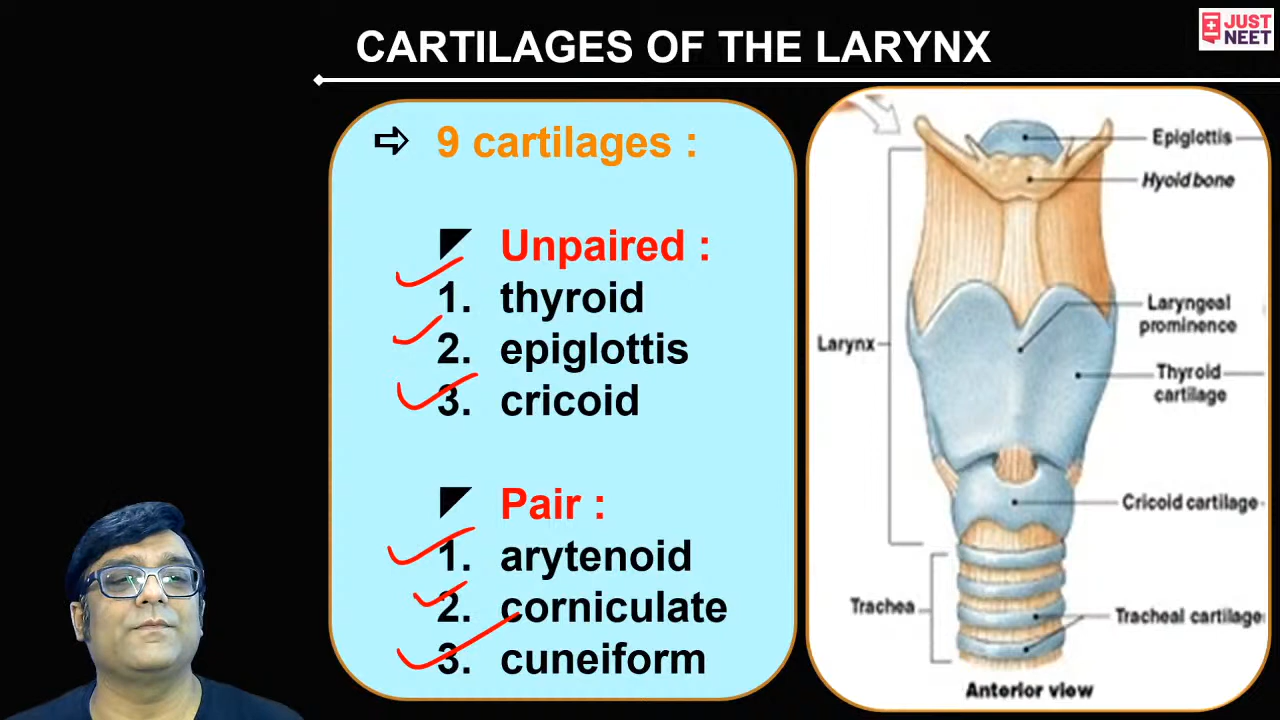 CARTILAGES OF THE LARYNX
JUST
NEET
9 cartilages :
Unpaired :
1. thyroid
2. epiglottis
3. cricoid
Pair :
1. arytenoid
2. corniculate
3. cuneiform
Epiglottis
Hyoid bone
Laryngeal
prominence
Larynx
Thyroid
cartilage
Cricoid cartilage
Trachea
Tracheal cartilage
Anterior view